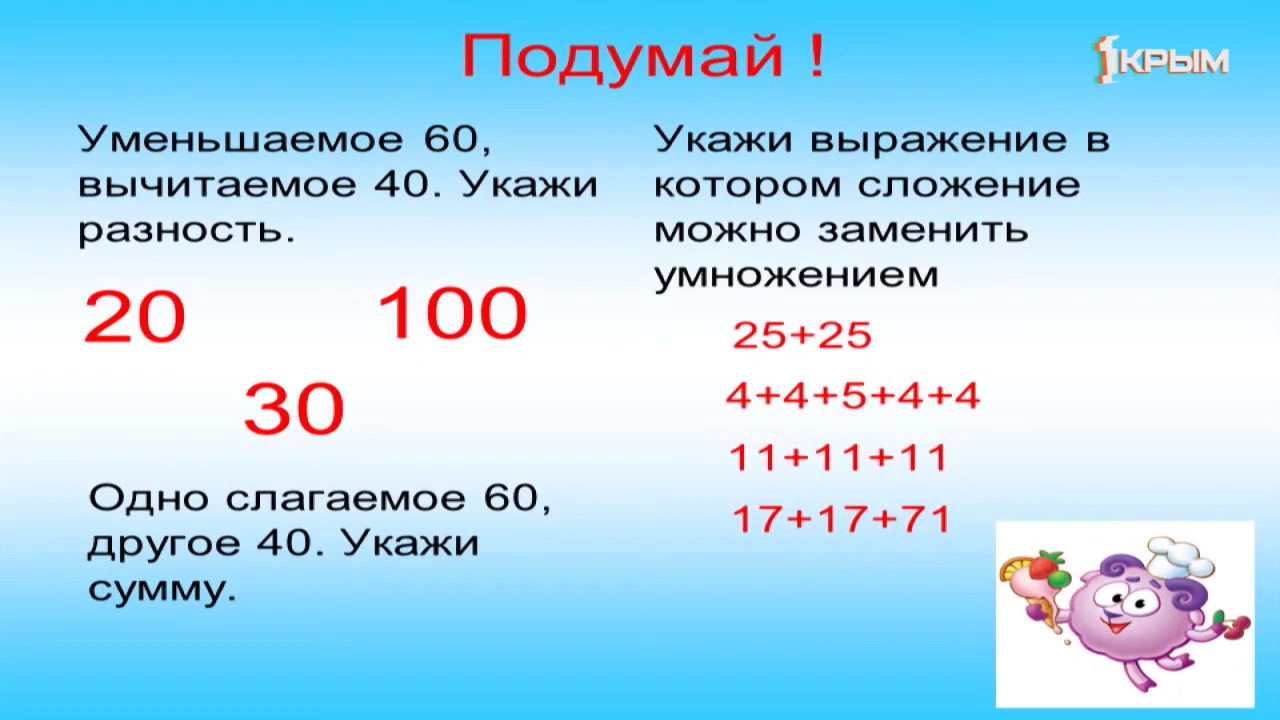 Подумай !
1КРЫМ
Уменьшаемое 60,
вычитаемое 40. Укажи
разность.
20 100
30
Одно слагаемое 60,
другое 40. Укажи
сумму.
Укажи выражение в
котором сложение
можно заменить
умножением
25+25
4+4+5+4+4
11+11+11
17+17+71